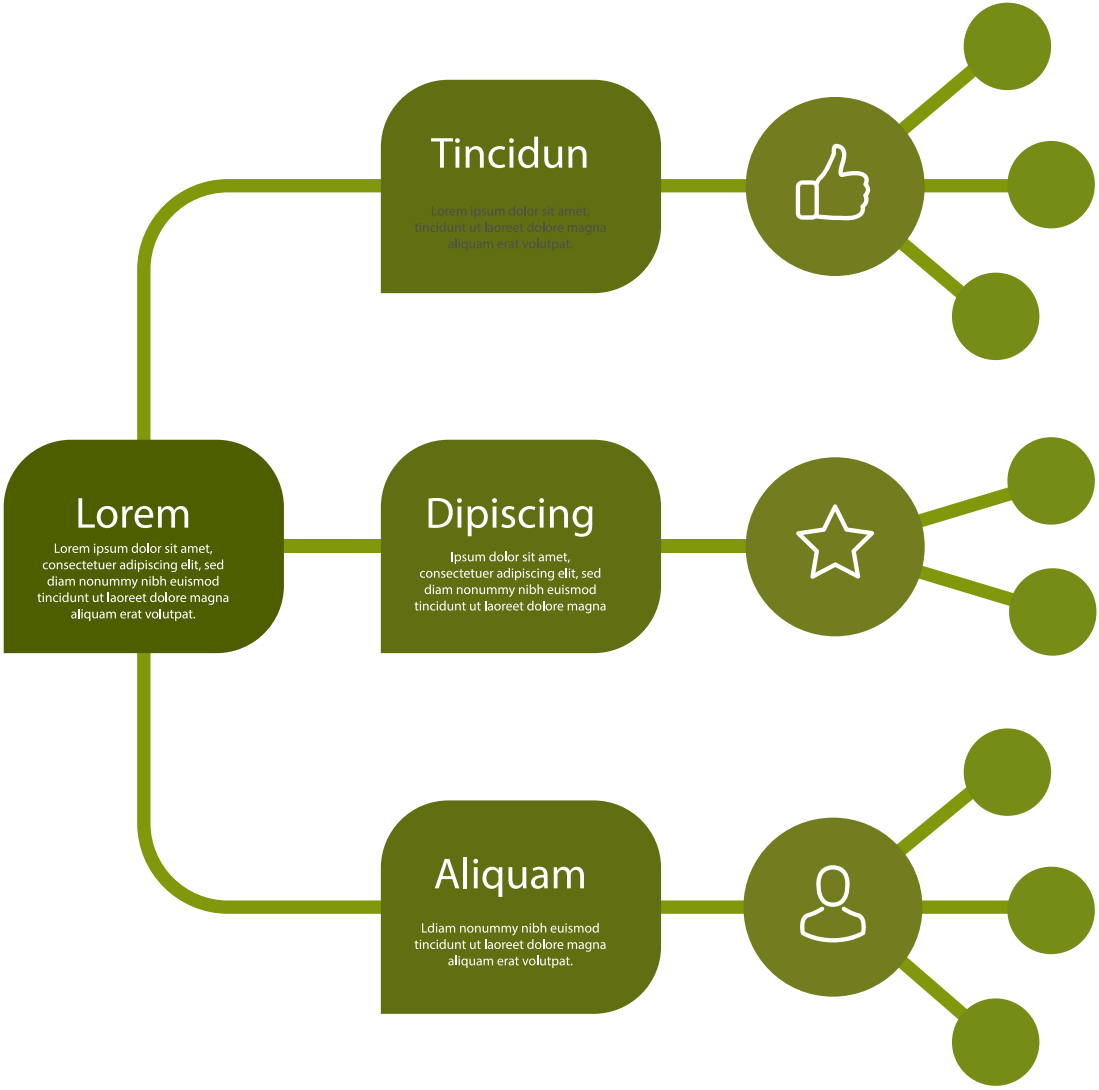 Tincidun
Lorem ipsum dolor sit amet,
tincidunt ut laoreet dolore magna
aliquam erat volutpat.
Lorem
Lorem ipsum dolor sit amet,
consectetuer adipiscing elit, sed
diam nonummy nibh euismod
tincidunt ut laoreet dolore magna
aliquam erat volutpat.
Dipiscing
Ipsum dolor sit amet,
consectetuer adipiscing elit, sed
diam nonummy nibh euismod
tincidunt ut laoreet dolore magna
Aliquam
Ldiam nonummy nibh euismod
tincidunt ut laoreet dolore magna
aliquam erat volutpat.